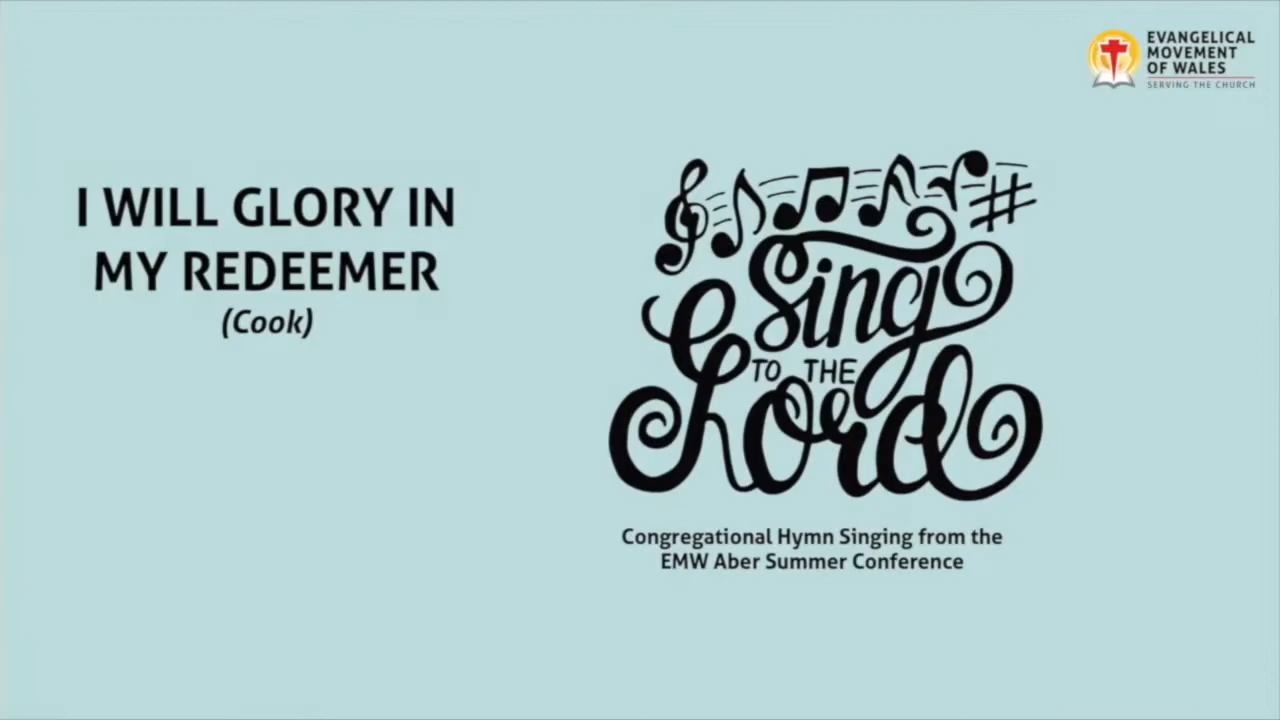 EVANGELICAL
MOVEMENT
OF WALES
SERVING THE CHURCH
I WILL GLORY IN
MY REDEEMER
(Cook)
Sing
TO THE
Lord
Congregational Hymn Singing from the
EMW Aber Summer Conference